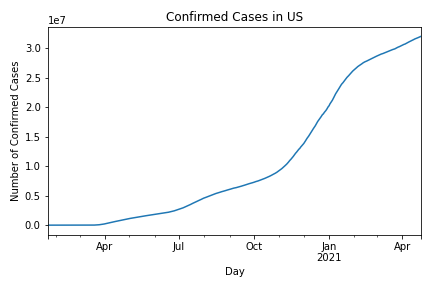 Confirmed Cases in US
1e7
3.0
2.5
2.0
1.5
1.0
0.5
0.0
Number of Confirmed Cases
Apr
Jul
Oct
Jan
2021
Apr
Day